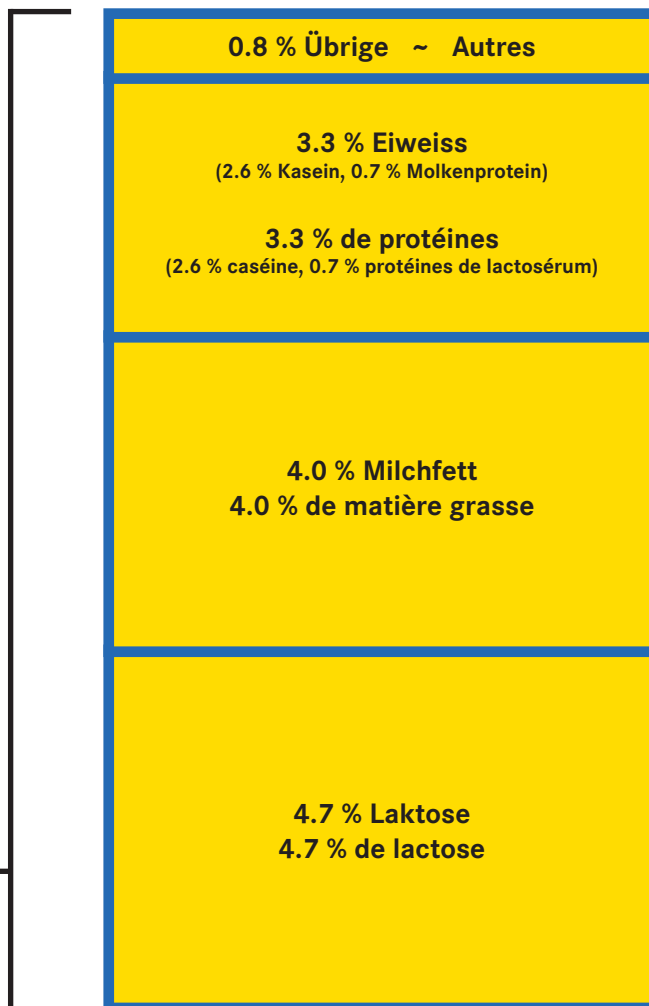 0.8 % Übrige ~ Autres
3.3 % Eiweiss
(2.6 % Kasein, 0.7 % Molkenprotein)
3.3 % de protéines
(2.6 % caséine, 0.7 % protéines de lactosérum)
4.0 % Milchfett
4.0 % de matière grasse
4.7 % Laktose
4.7 % de lactose